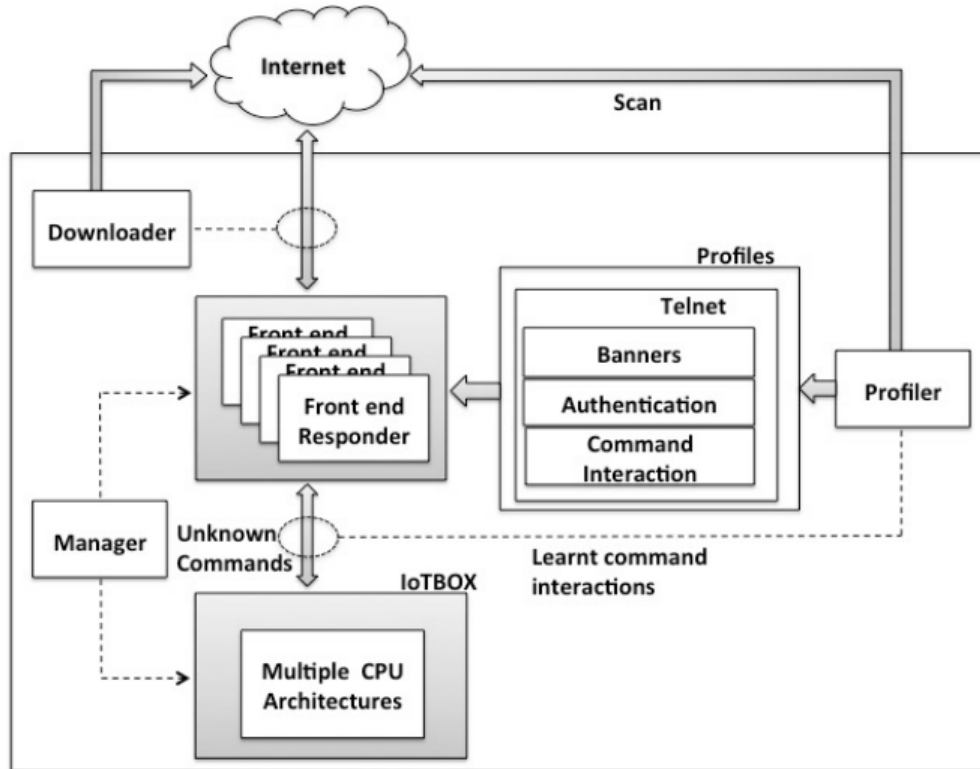 Internet
Scan
Downloader
Profiles
Telnet
Front end
Front end
Front end
Front end
Responder
Banners
Authentication
Command
Interaction
Profiler
Manager
Unknown
Commands
Learnt command
interactions
IoTBOX
Multiple CPU
Architectures